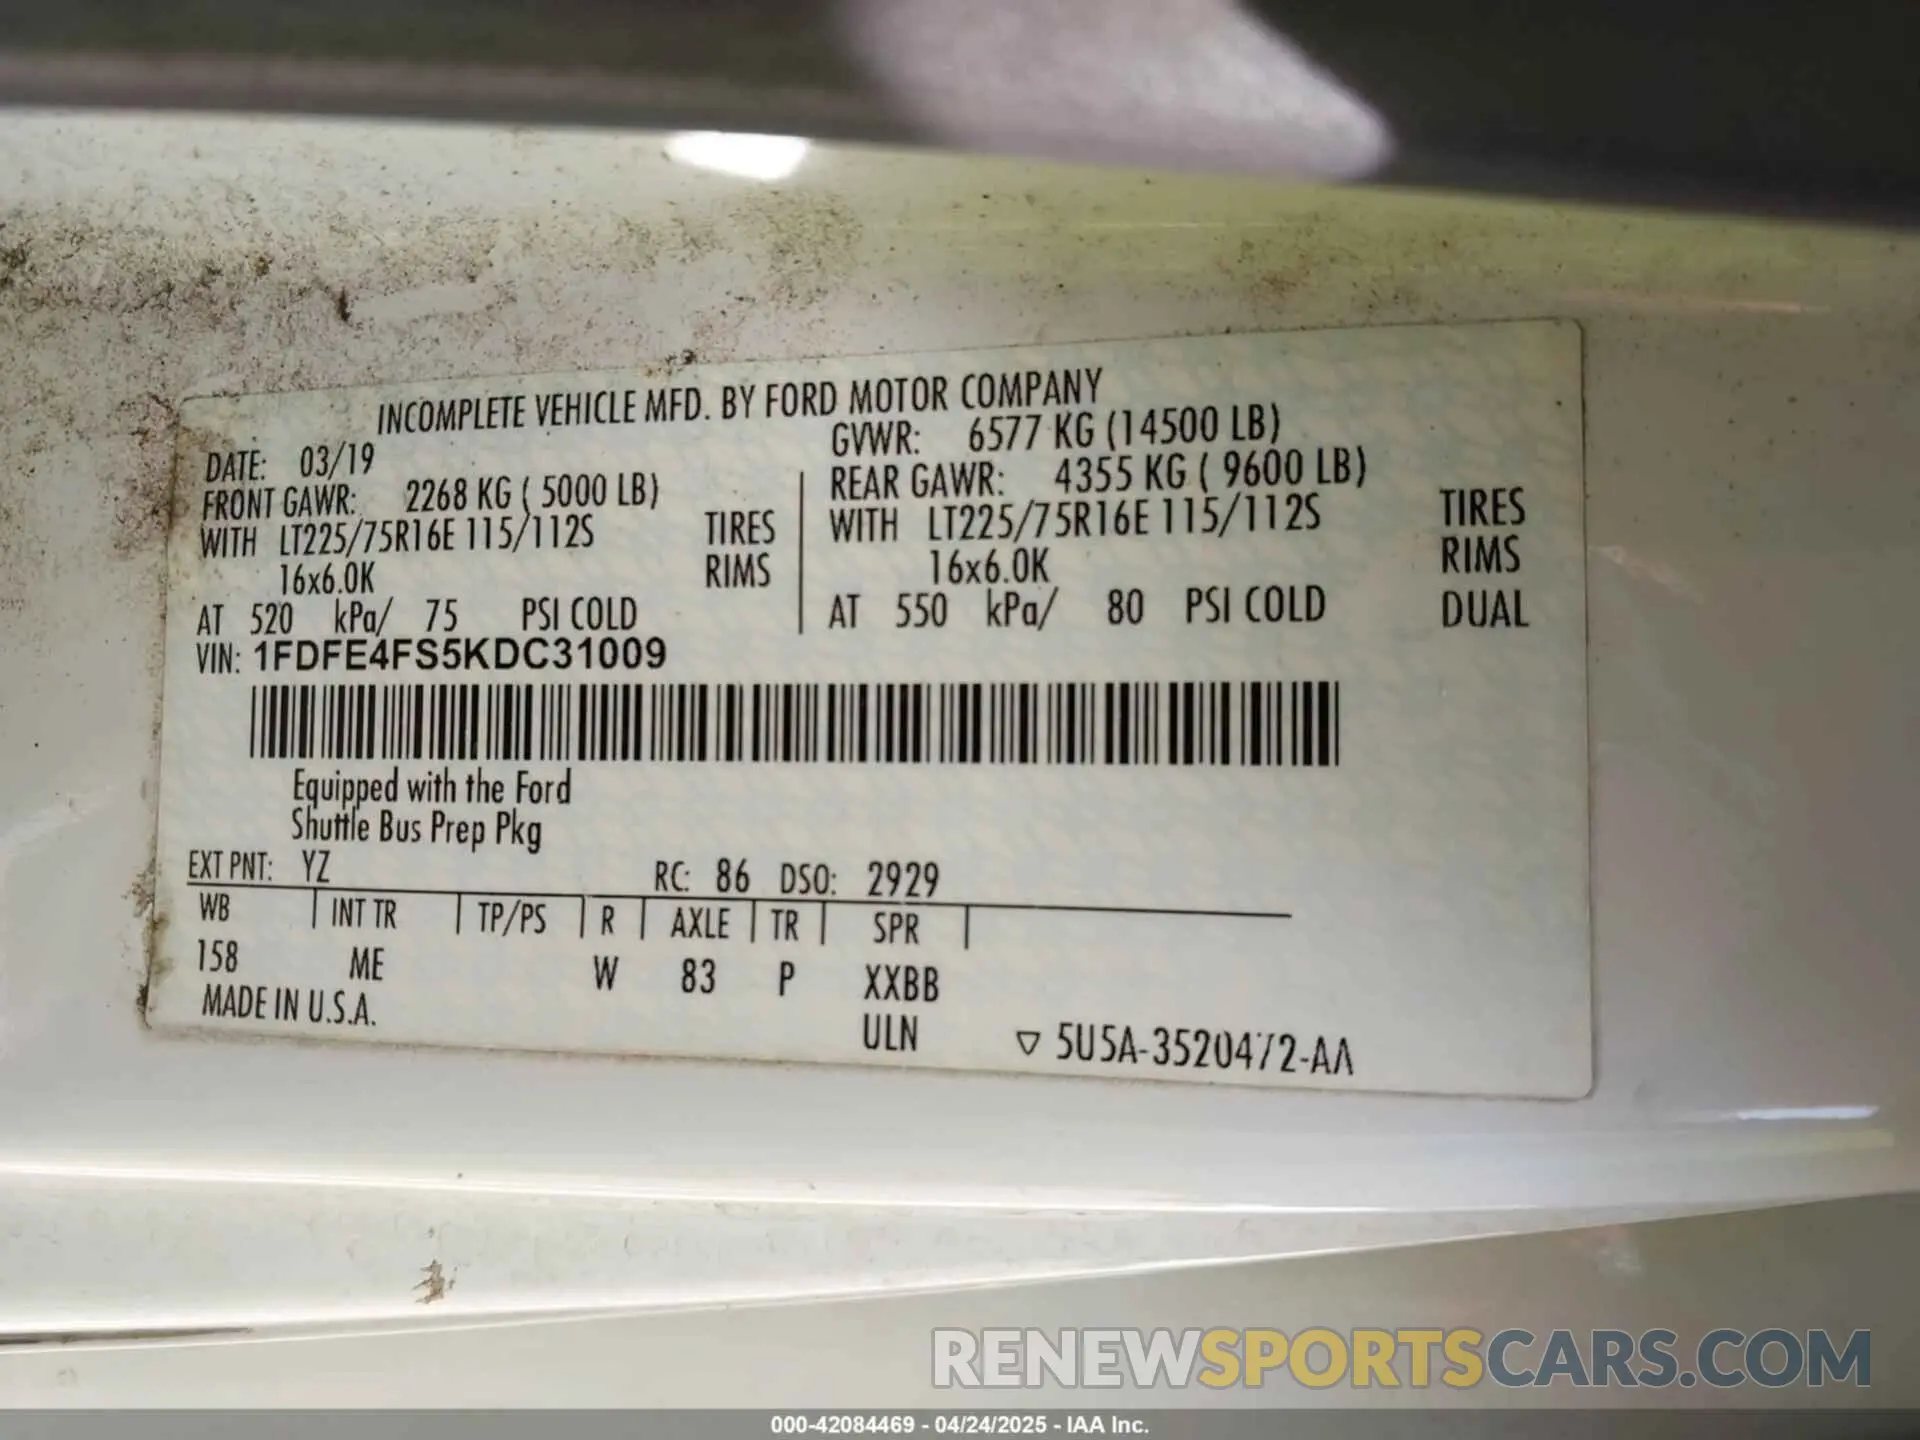 INCOMPLETE VEHICLE MFD. BY FORD MOTOR COMPANY
DATE: 03/19 GVWR: 6577 KG (14500 LB)
FRONT GAWR: 2268 KG ( 5000 LB) REAR GAWR: 4355 KG ( 9600 LB)
WITH LT225/75R16E 115/112S TIRES WITH LT225/75R16E 115/112S TIRES
16x6.0K RIMS 16x6.0K RIMS
AT 520 kPa/ 75 PSI COLD AT 550 kPa/ 80 PSI COLD DUAL
VIN: 1FDFE4FS5KDC31009
Equipped with the Ford
Shuttle Bus Prep Pkg
EXT PNT: YZ RC: 86 DSO: 2929
WB INT TR TP/PS R AXLE TR SPR
158 ME W 83 P XXBB
MADE IN U.S.A. ULN ▽ 5U5A-3520472-AA
RENEWSPORTSCARS.COM
000-42084469 - 04/24/2025 - IAA Inc.